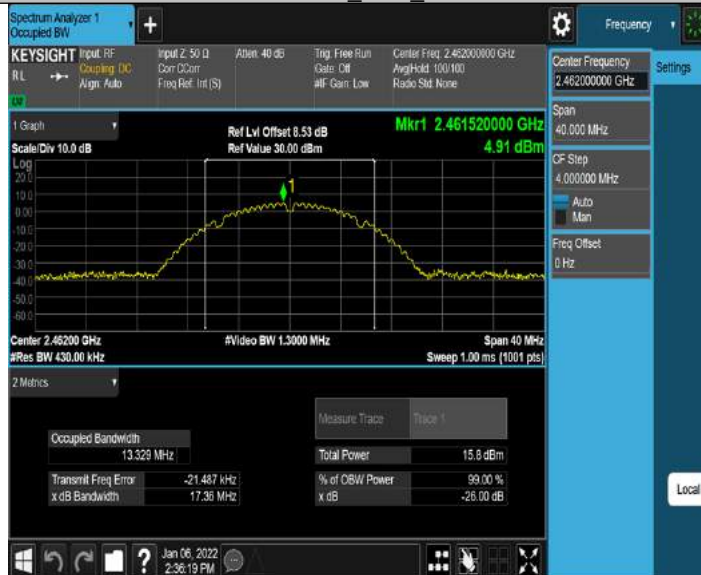 Spectrum Analyzer 1
Occupied BW
+
Frequency
KEYSIGHT Input: RF Input Z: 50 Ω Atten: 40 dB Trig: Free Run Center Freq: 2.462000000 GHz
RL Coupling: DC Corr CCorr Gate: Off Avg|Hold: 100/100
Align: Auto Freq Ref: Int (S) #IF Gain: Low Radio Std: None
Center Frequency
2.462000000 GHz
Settings
Span
40.000 MHz
CF Step
4.000000 MHz
Auto
Man
Freq Offset
0 Hz
Local
1 Graph
Ref Lvl Offset 8.53 dB
Mkr1 2.461520000 GHz
Scale/Div 10.0 dB
Ref Value 30.00 dBm
4.91 dBm
Log
20.0
10.0
0.00
-10.0
-20.0
-30.0
-40.0
-50.0
-60.0
1
Center 2.46200 GHz #Video BW 1.3000 MHz Span 40 MHz
#Res BW 430.00 kHz Sweep 1.00 ms (1001 pts)
2 Metrics
Measure Trace Trace 1
Occupied Bandwidth
13.329 MHz
Total Power 15.8 dBm
Transmit Freq Error -21.487 kHz % of OBW Power 99.00 %
x dB Bandwidth 17.36 MHz x dB -26.00 dB
?
Jan 06, 2022
2:36:19 PM